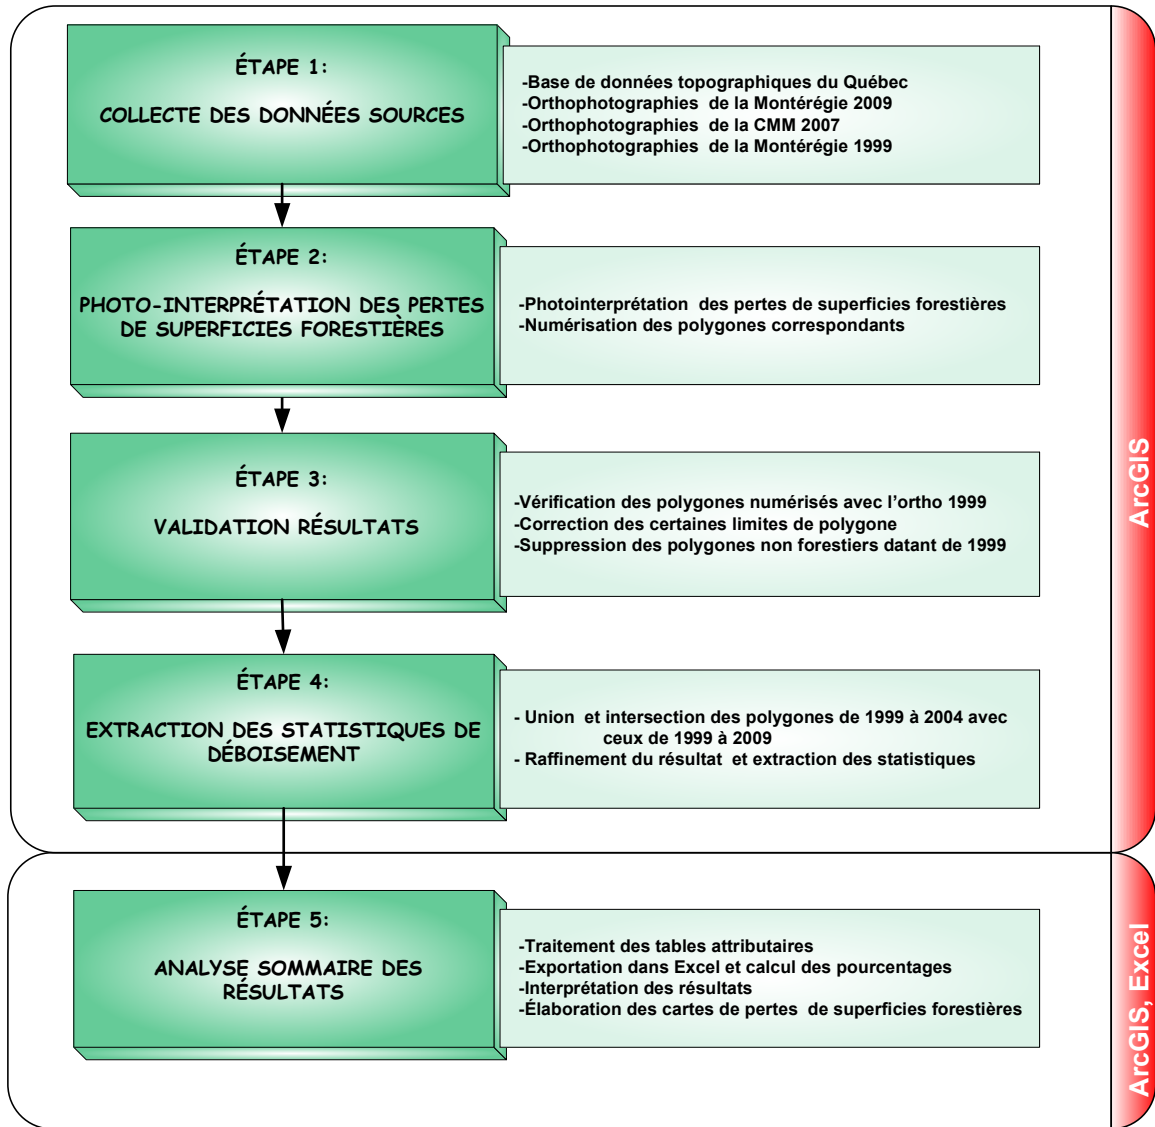 ÉTAPE 1:
COLLECTE DES DONNÉES SOURCES
-Base de données topographiques du Québec
-Orthophotographies de la Montérégie 2009
-Orthophotographies de la CMM 2007
-Orthophotographies de la Montérégie 1999
ÉTAPE 2:
PHOTO-INTERPRÉTATION DES PERTES
DE SUPERFICIES FORESTIÈRES
-Photointerprétation des pertes de superficies forestières
-Numérisation des polygones correspondants
ÉTAPE 3:
VALIDATION RÉSULTATS
-Vérification des polygones numérisés avec l'ortho 1999
-Correction des certaines limites de polygone
-Suppression des polygones non forestiers datant de 1999
ÉTAPE 4:
EXTRACTION DES STATISTIQUES DE
DÉBOISEMENT
- Union et intersection des polygones de 1999 à 2004 avec
ceux de 1999 à 2009
- Raffinement du résultat et extraction des statistiques
ArcGIS
ÉTAPE 5:
ANALYSE SOMMAIRE DES
RÉSULTATS
-Traitement des tables attributaires
-Exportation dans Excel et calcul des pourcentages
-Interprétation des résultats
-Élaboration des cartes de pertes de superficies forestières
ArcGIS, Excel